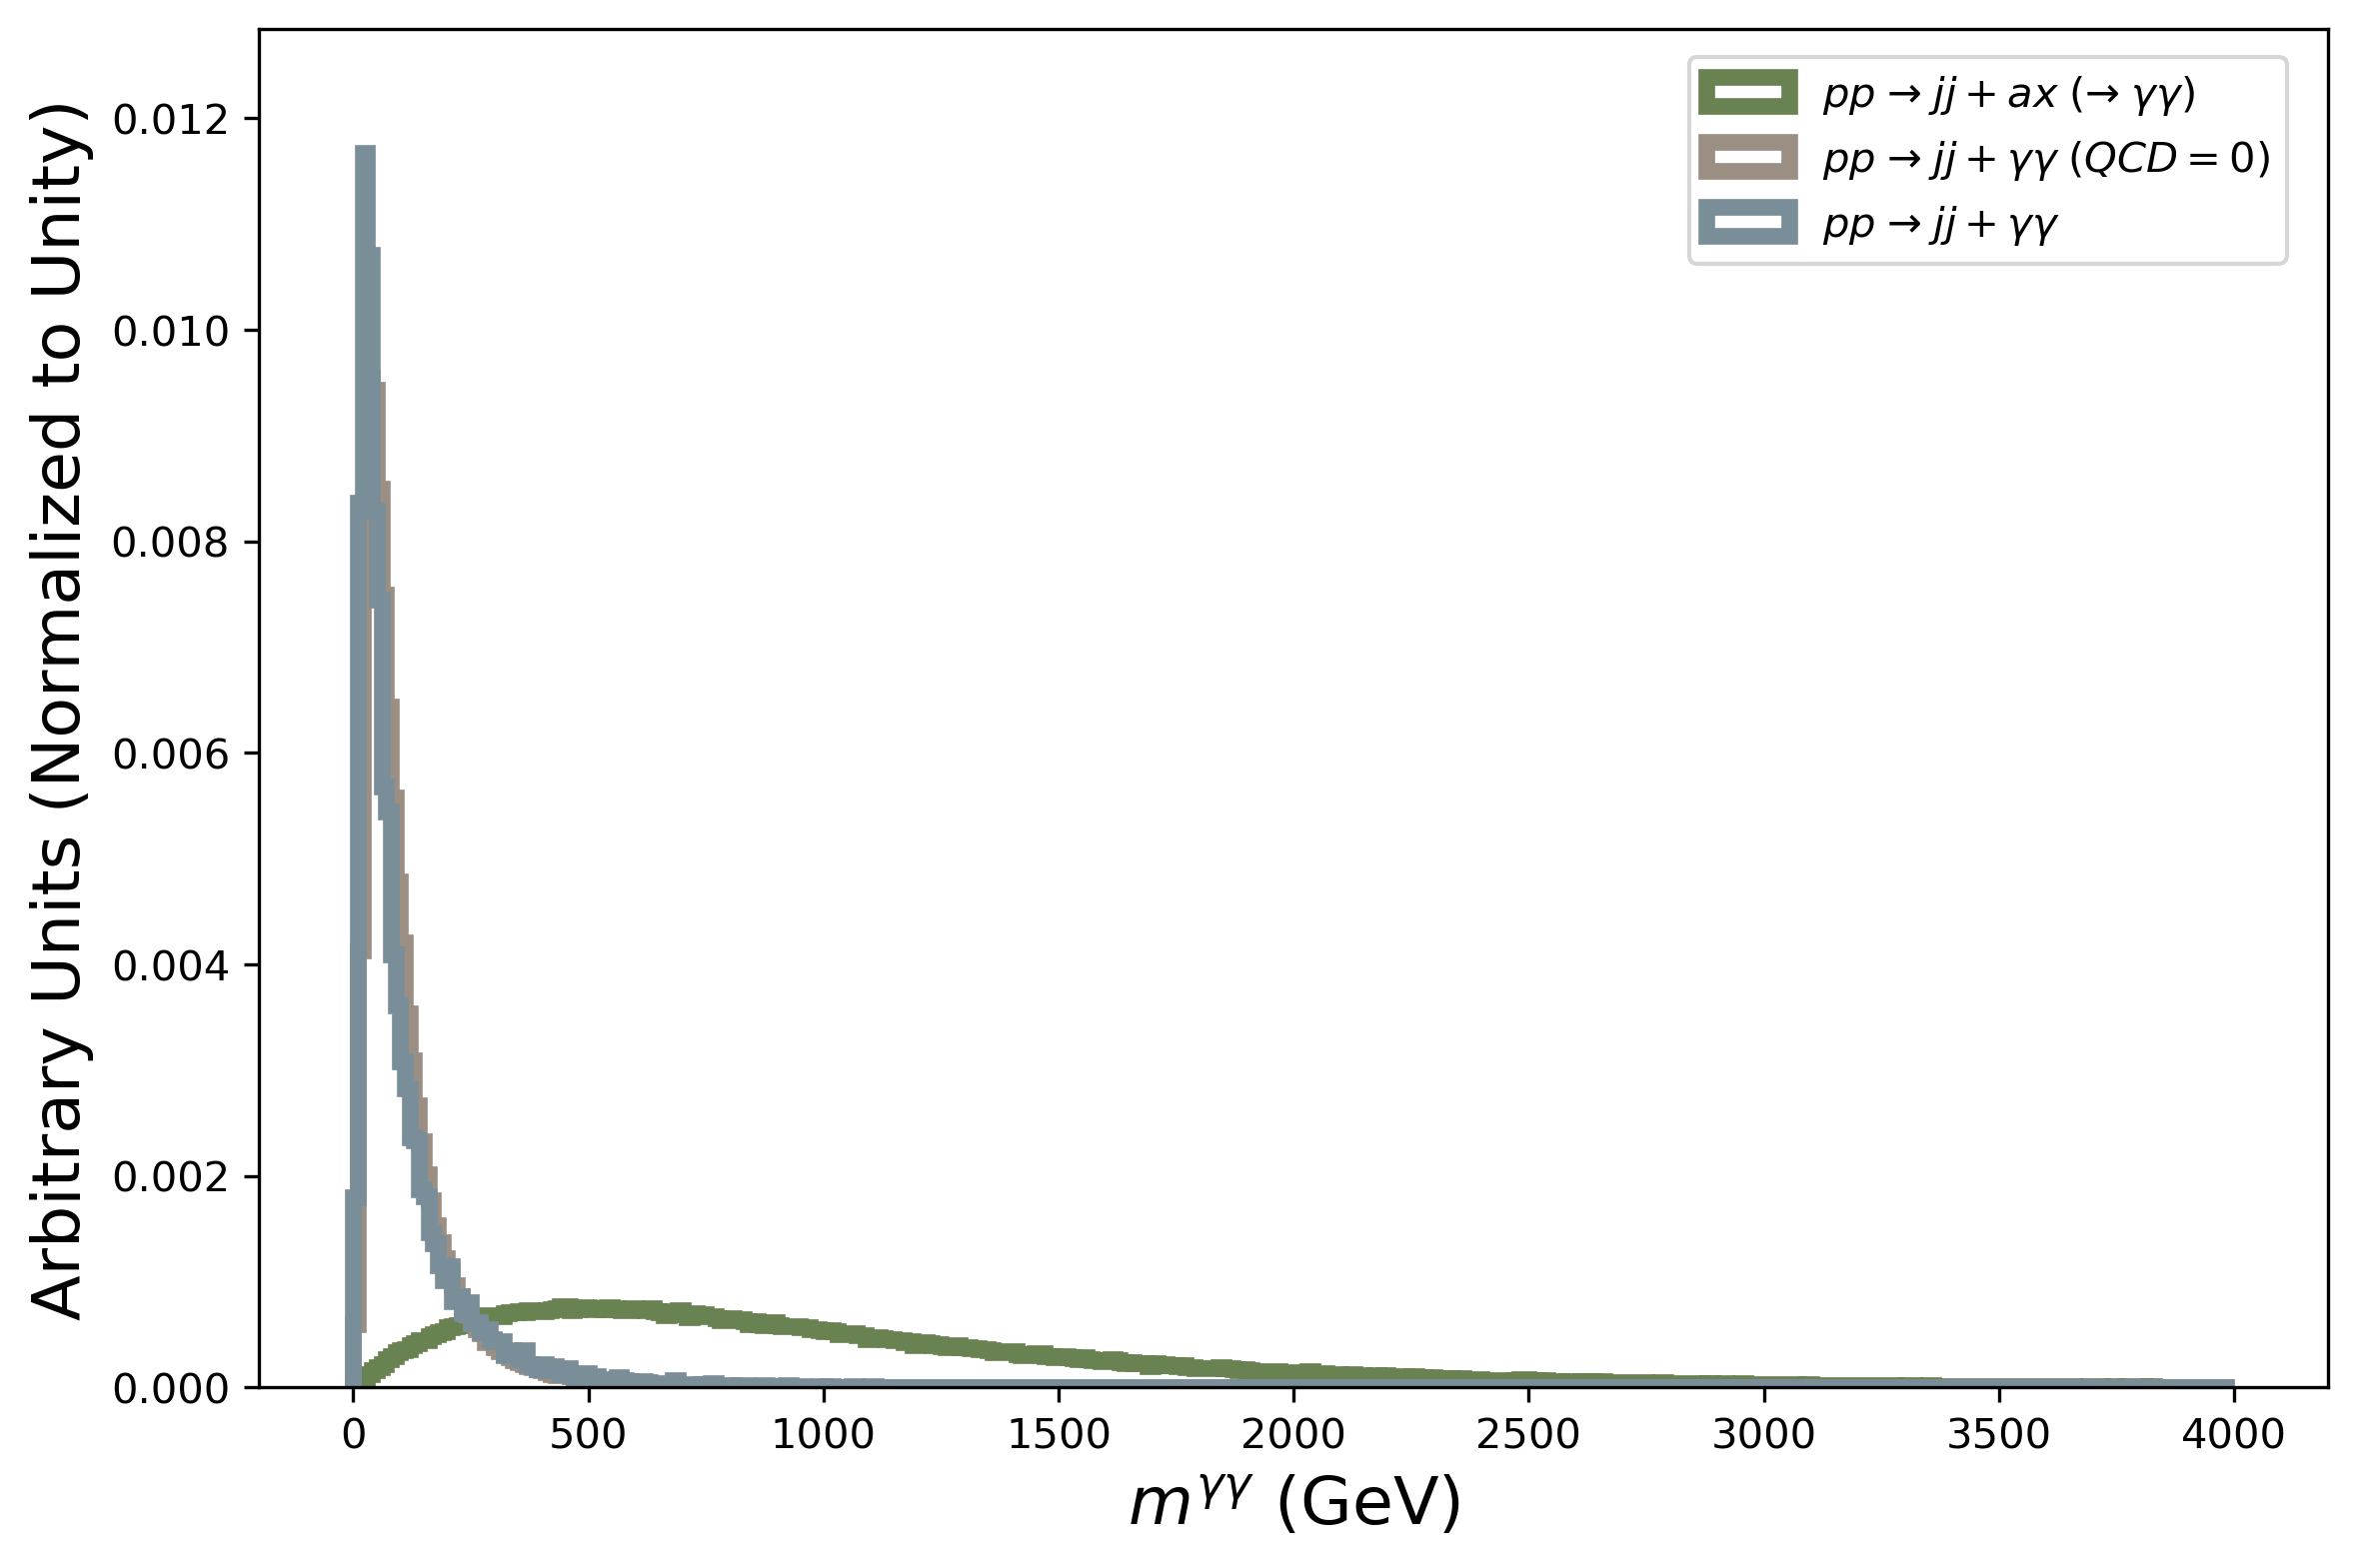 Arbitrary Units (Normalized to Unity)
0.012
0.010
0.008
0.006
0.004
0.002
0.000
pp → jj + ax (→ γγ)
pp → jj + γγ (QCD = 0)
pp → jj + γγ
0 500 1000 1500 2000 2500 3000 3500 4000
m^γγ (GeV)